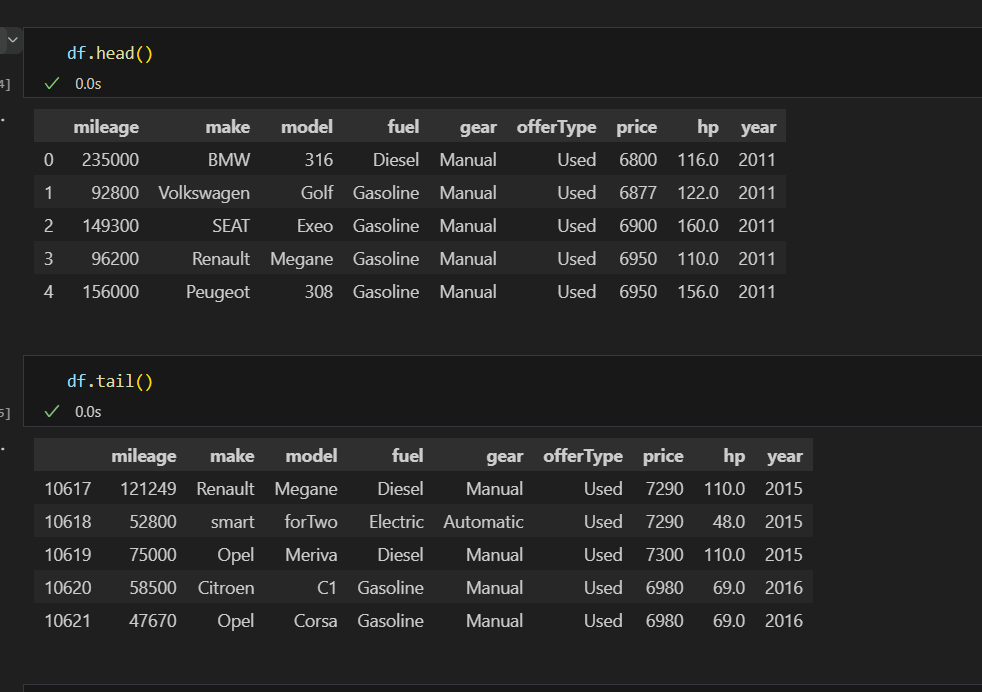 df.head()
4]
0.0s
mileage make model fuel gear offerType price hp year
0 235000 BMW 316 Diesel Manual Used 6800 116.0 2011
1 92800 Volkswagen Golf Gasoline Manual Used 6877 122.0 2011
2 149300 SEAT Exeo Gasoline Manual Used 6900 160.0 2011
3 96200 Renault Megane Gasoline Manual Used 6950 110.0 2011
4 156000 Peugeot 308 Gasoline Manual Used 6950 156.0 2011
df.tail()
5]
0.0s
mileage make model fuel gear offerType price hp year
10617 121249 Renault Megane Diesel Manual Used 7290 110.0 2015
10618 52800 smart forTwo Electric Automatic Used 7290 48.0 2015
10619 75000 Opel Meriva Diesel Manual Used 7300 110.0 2015
10620 58500 Citroen C1 Gasoline Manual Used 6980 69.0 2016
10621 47670 Opel Corsa Gasoline Manual Used 6980 69.0 2016